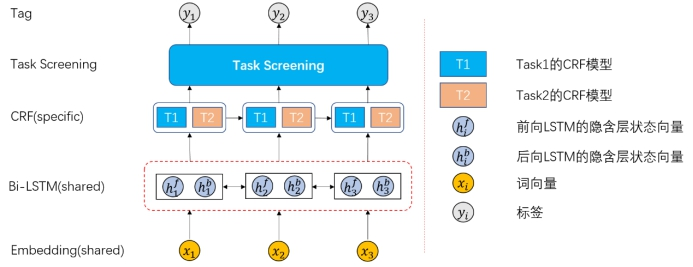 Tag
y₁ y₂ y₃
Task Screening
Task Screening
CRF(specific)
T1 T2 T1 T2 T1 T2
Bi-LSTM(shared)
h₁ᶠ h₁ᵇ h₂ᶠ h₂ᵇ h₃ᶠ h₃ᵇ
Embedding(shared)
x₁ x₂ x₃
T1 Task1的CRF模型
T2 Task2的CRF模型
hᵢᶠ 前向LSTM的隐含层状态向量
hᵢᵇ 后向LSTM的隐含层状态向量
xᵢ 词向量
yᵢ 标签